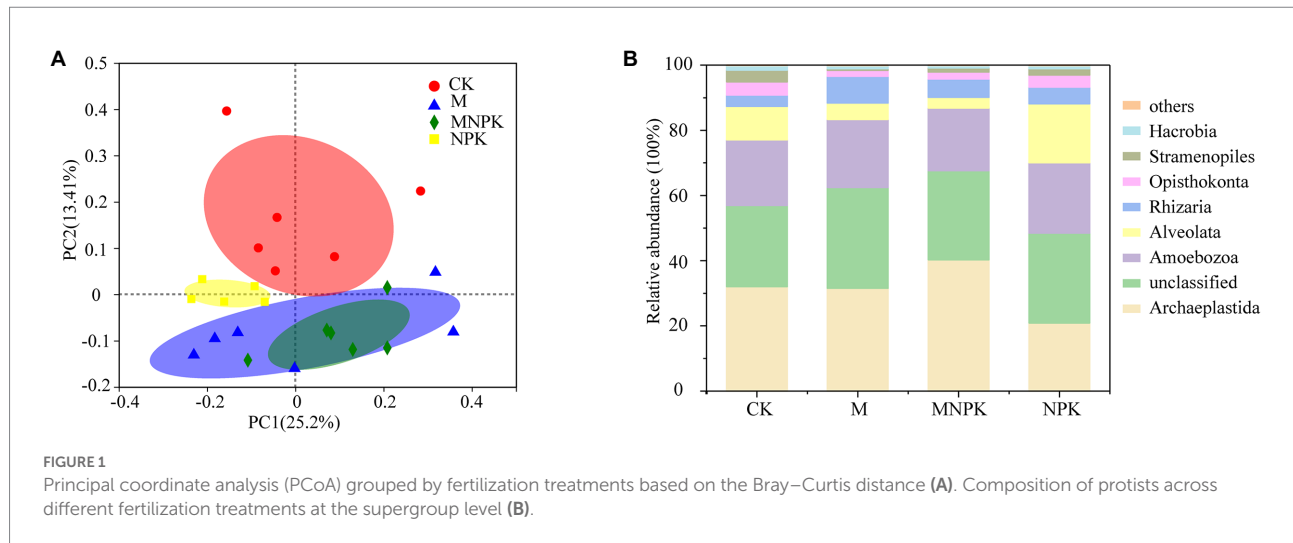 A
0.5
0.4
0.3
0.2
0.1
0
-0.1
-0.2
PC2(13.41%)
-0.4
-0.2
0
0.2
0.4
PC1(25.2%)
CK
M
MNPK
NPK
B
100
80
60
40
20
0
Relative abundance (100%)
CK
M
MNPK
NPK
others
Hacrobia
Stramenopiles
Opisthokonta
Rhizaria
Alveolata
Amoebozoa
unclassified
Archaeplastida
FIGURE 1
Principal coordinate analysis (PCoA) grouped by fertilization treatments based on the Bray–Curtis distance (A). Composition of protists across
different fertilization treatments at the supergroup level (B).